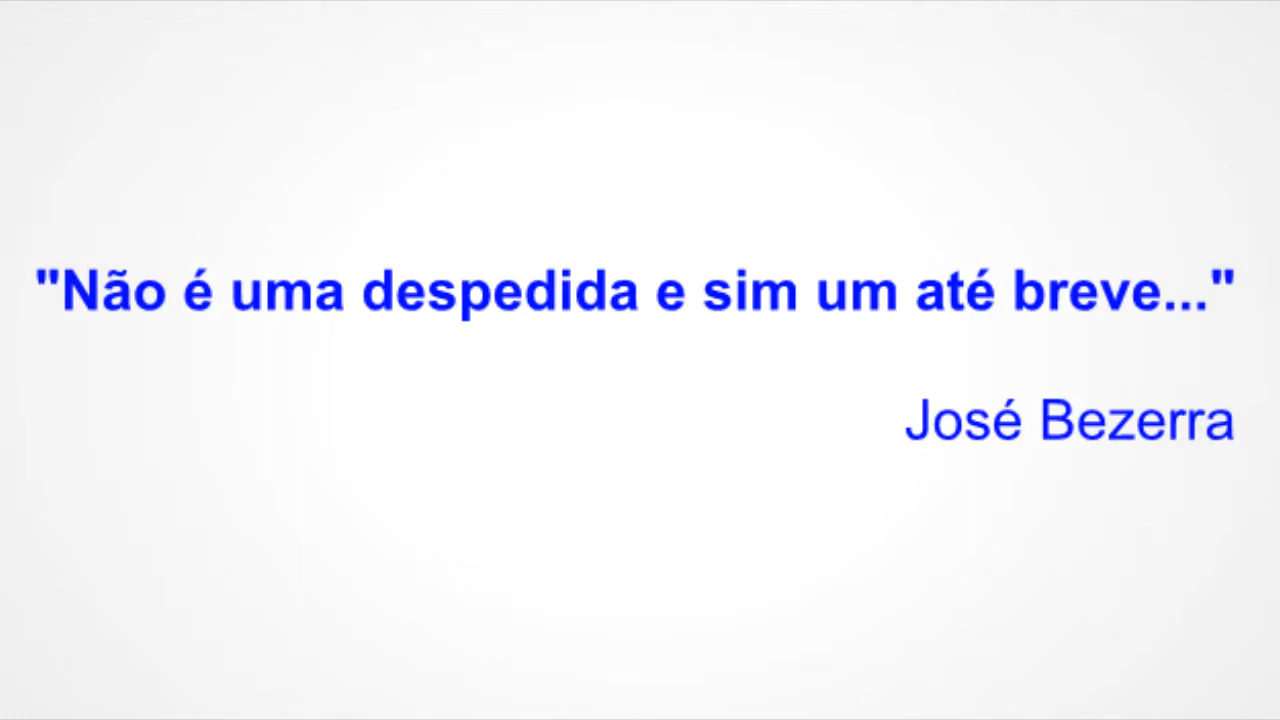 "Não é uma despedida e sim um até breve..."
José Bezerra